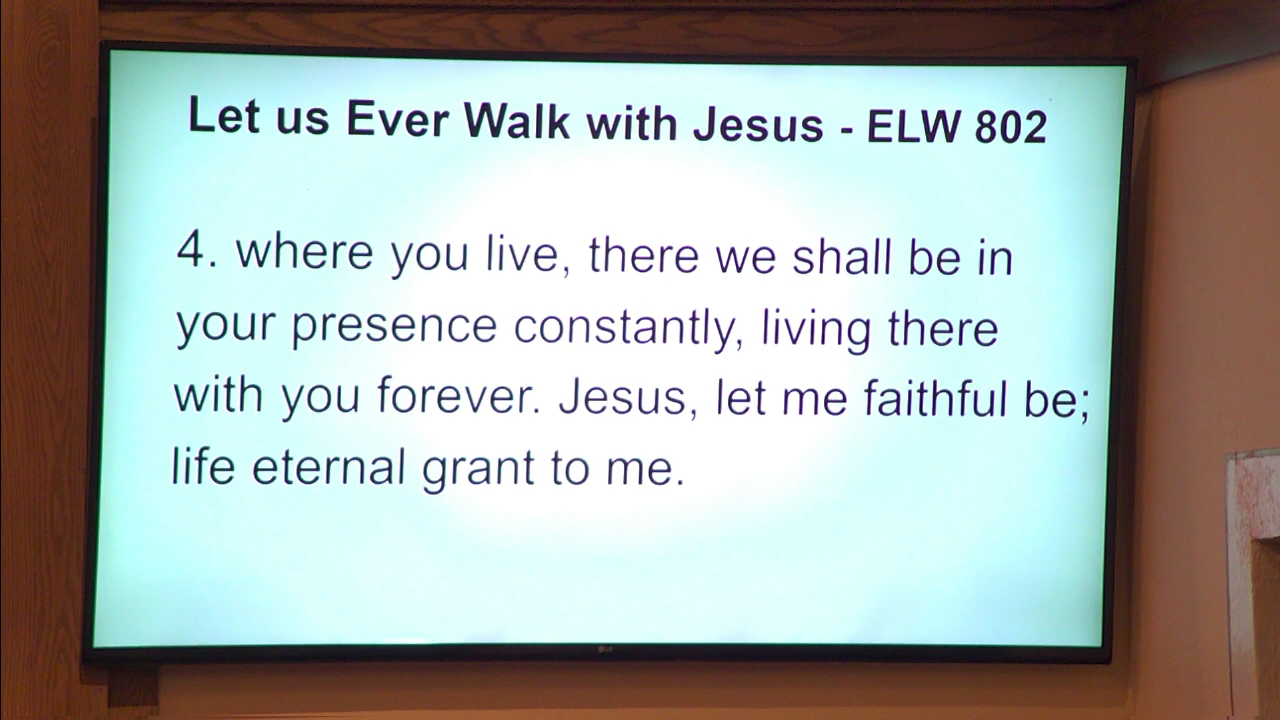 Let us Ever Walk with Jesus - ELW 802
4. where you live, there we shall be in
your presence constantly, living there
with you forever. Jesus, let me faithful be;
life eternal grant to me.
LG